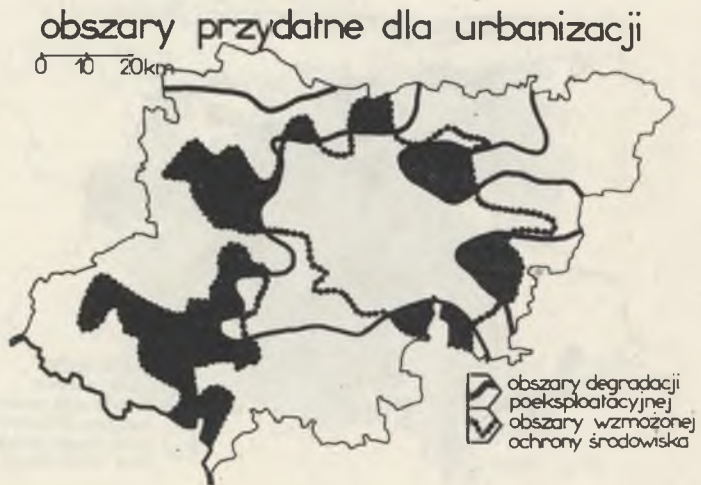 obszary przydatne dla urbanizacji
0 10 20km
obszary degradacji
poeksploatacyjnej
obszary wzmożonej
ochrony środowiska